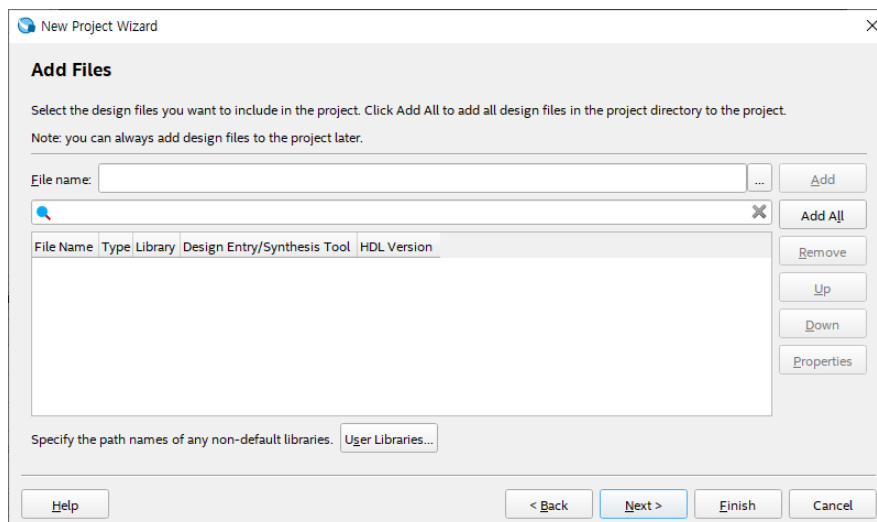 New Project Wizard
Add Files
Select the design files you want to include in the project. Click Add All to add all design files in the project directory to the project.
Note: you can always add design files to the project later.
File name: ... Add
Add All
File Name Type Library Design Entry/Synthesis Tool HDL Version
Remove
Up
Down
Properties
Specify the path names of any non-default libraries. User Libraries...
Help < Back Next > Finish Cancel